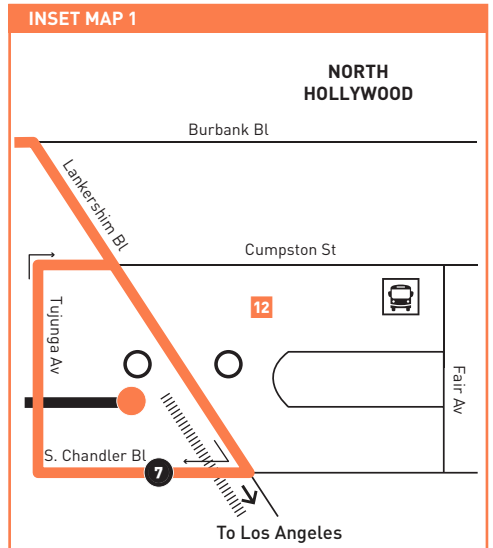 INSET MAP 1
NORTH
HOLLYWOOD
Burbank Bl
Lankershim Bl
Cumpston St
12
Tujunga Av
Fair Av
S. Chandler Bl
7
To Los Angeles